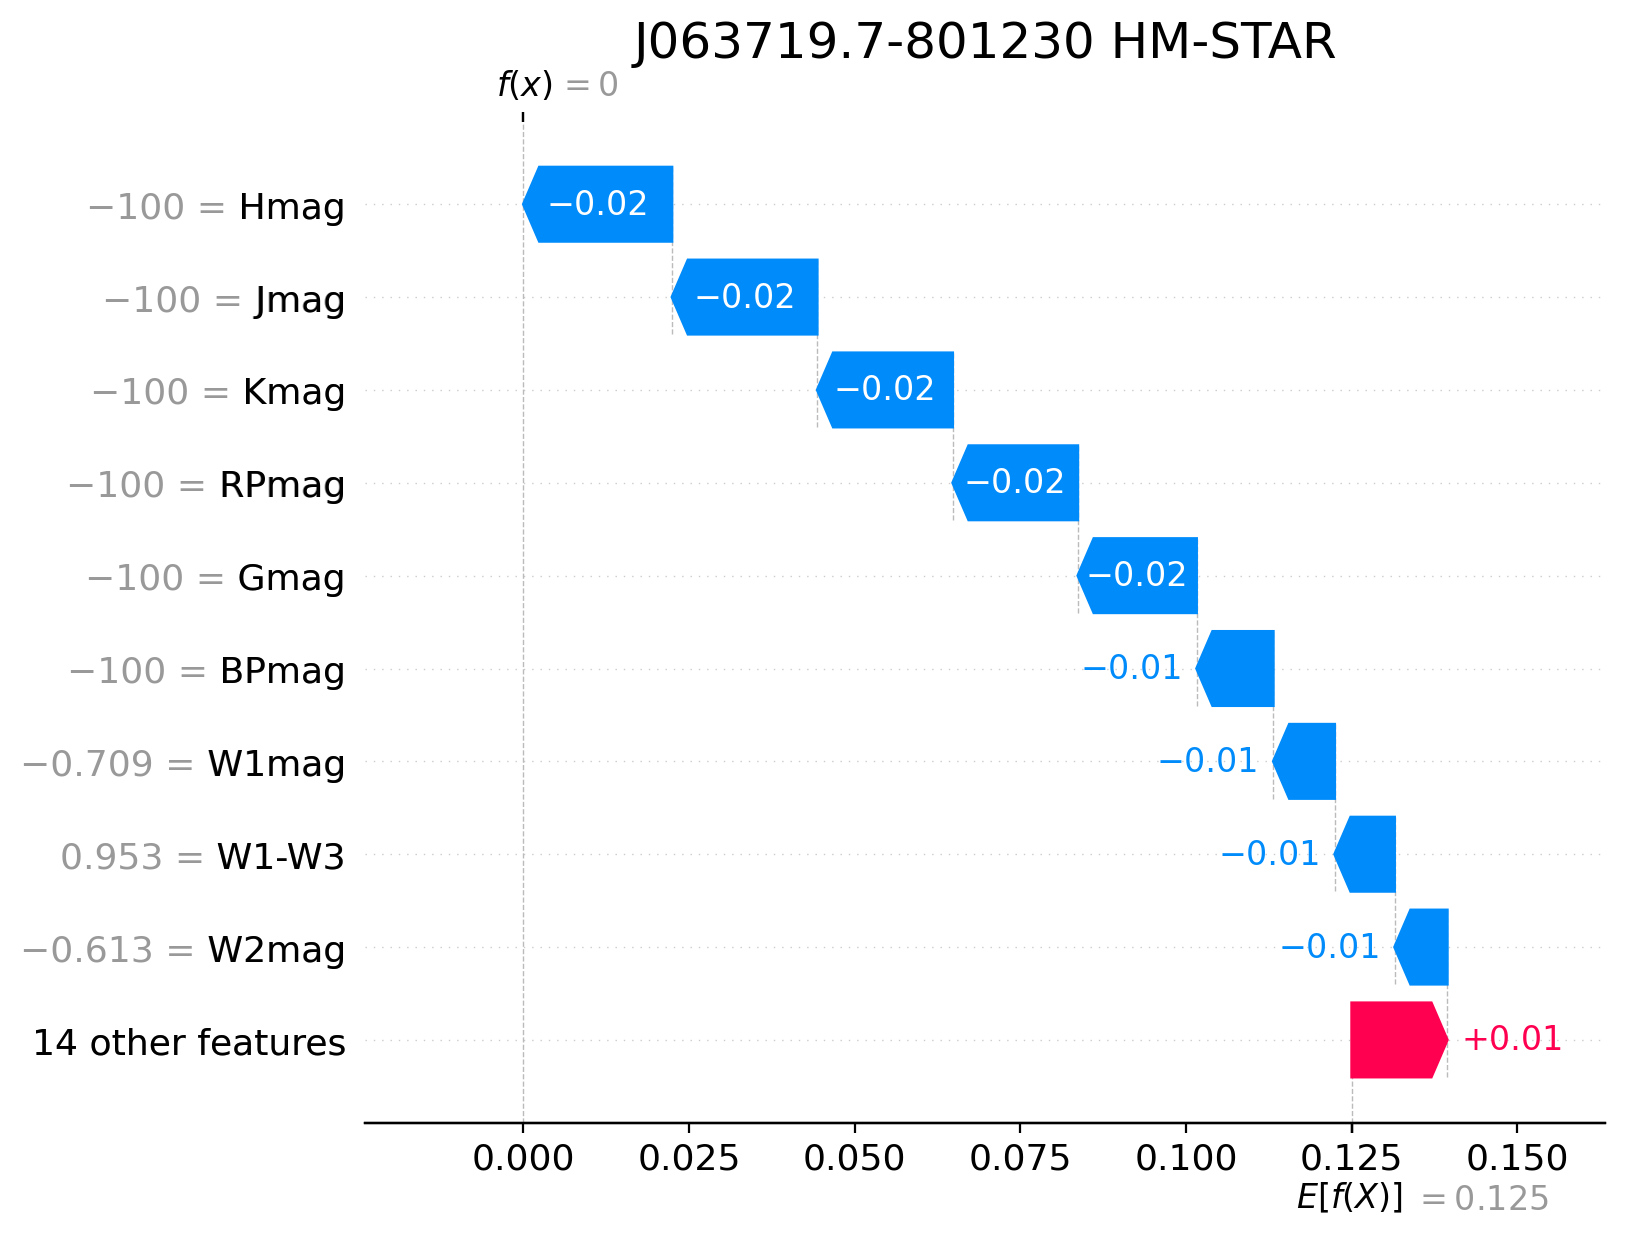 J063719.7-801230 HM-STAR
f(x) = 0
−100 = Hmag
−0.02
−100 = Jmag
−0.02
−100 = Kmag
−0.02
−100 = RPmag
−0.02
−100 = Gmag
−0.02
−100 = BPmag
−0.01
−0.709 = W1mag
−0.01
0.953 = W1-W3
−0.01
−0.613 = W2mag
−0.01
14 other features
+0.01
0.000 0.025 0.050 0.075 0.100 0.125 0.150
E[f(X)] = 0.125